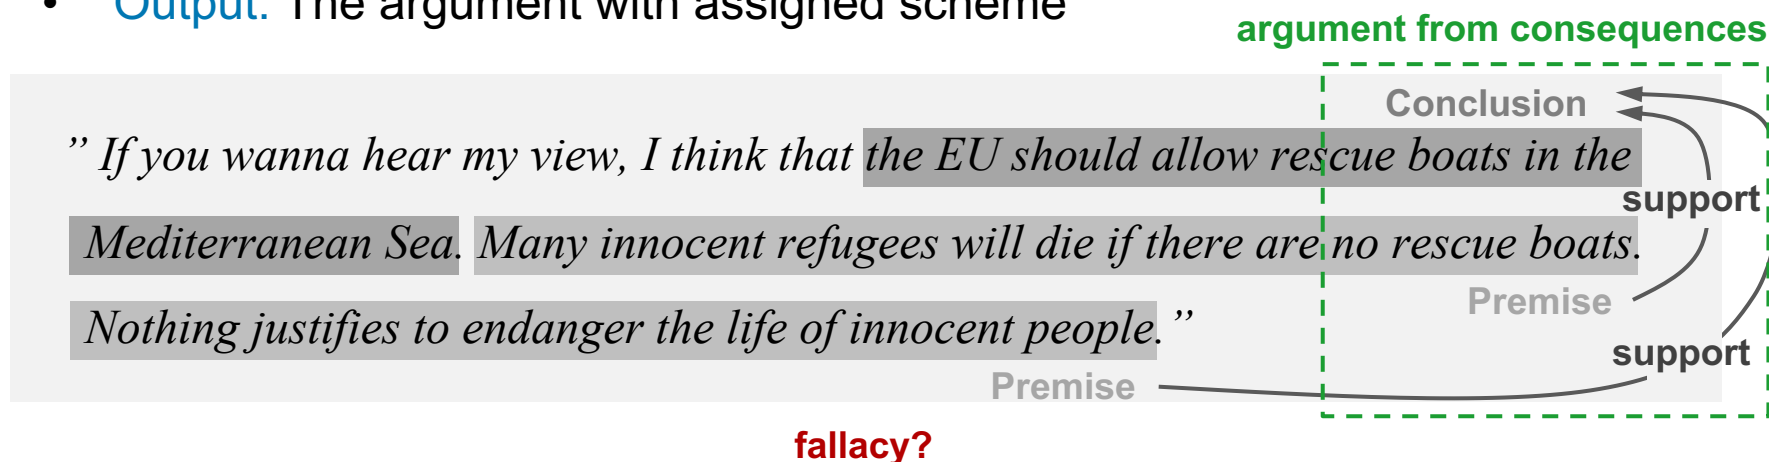 • Output: The argument with assigned scheme
argument from consequences
Conclusion
” If you wanna hear my view, I think that the EU should allow rescue boats in the
support
Mediterranean Sea. Many innocent refugees will die if there are no rescue boats.
Premise
Nothing justifies to endanger the life of innocent people. ”
support
Premise
fallacy?